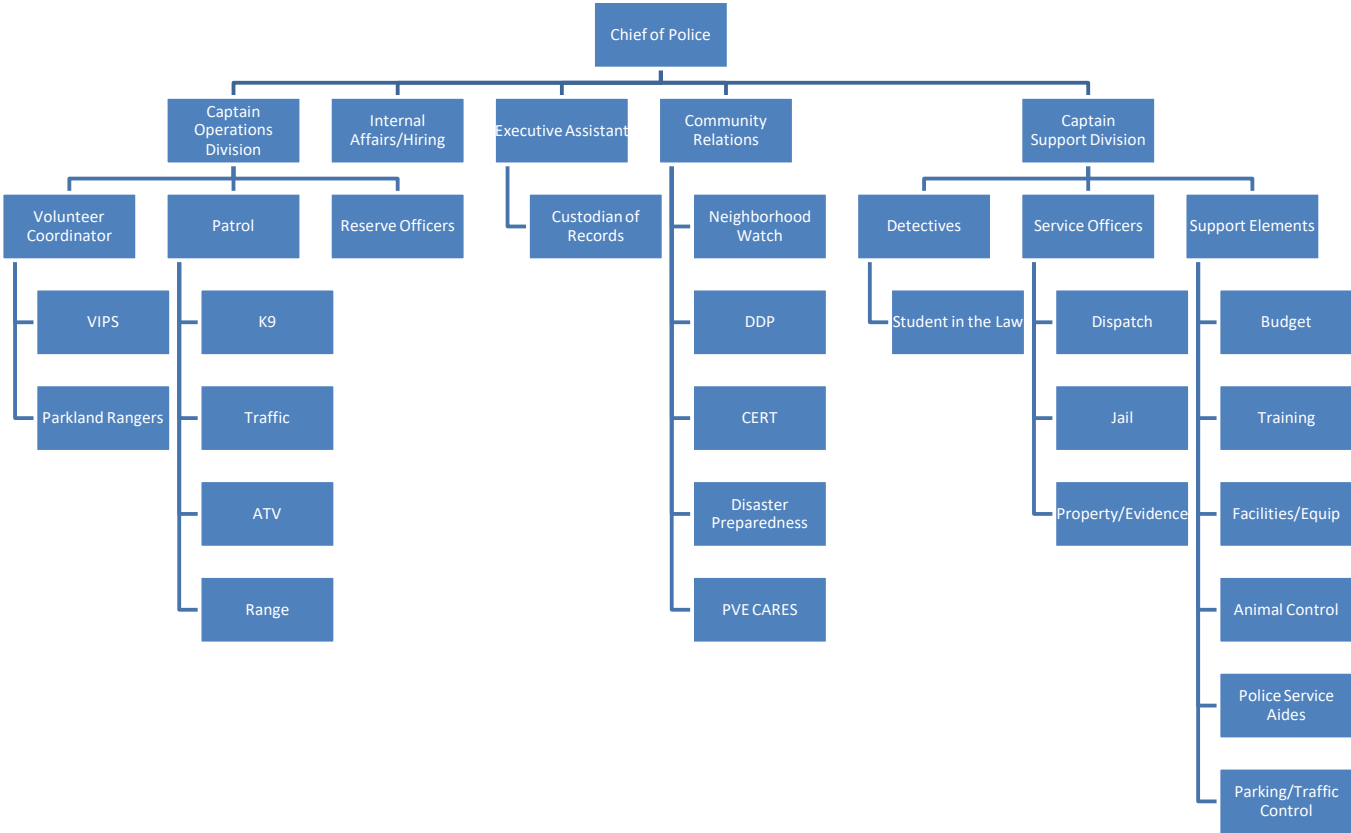 Chief of Police
Captain
Operations
Division
Internal
Affairs/Hiring
Executive Assistant
Community
Relations
Captain
Support Division
Volunteer
Coordinator
Patrol
Reserve Officers
Custodian of
Records
Neighborhood
Watch
Detectives
Service Officers
Support Elements
VIPS
K9
DDP
Student in the Law
Dispatch
Budget
Parkland Rangers
Traffic
CERT
Jail
Training
ATV
Disaster
Preparedness
Property/Evidence
Facilities/Equip
Range
PVE CARES
Animal Control
Police Service
Aides
Parking/Traffic
Control